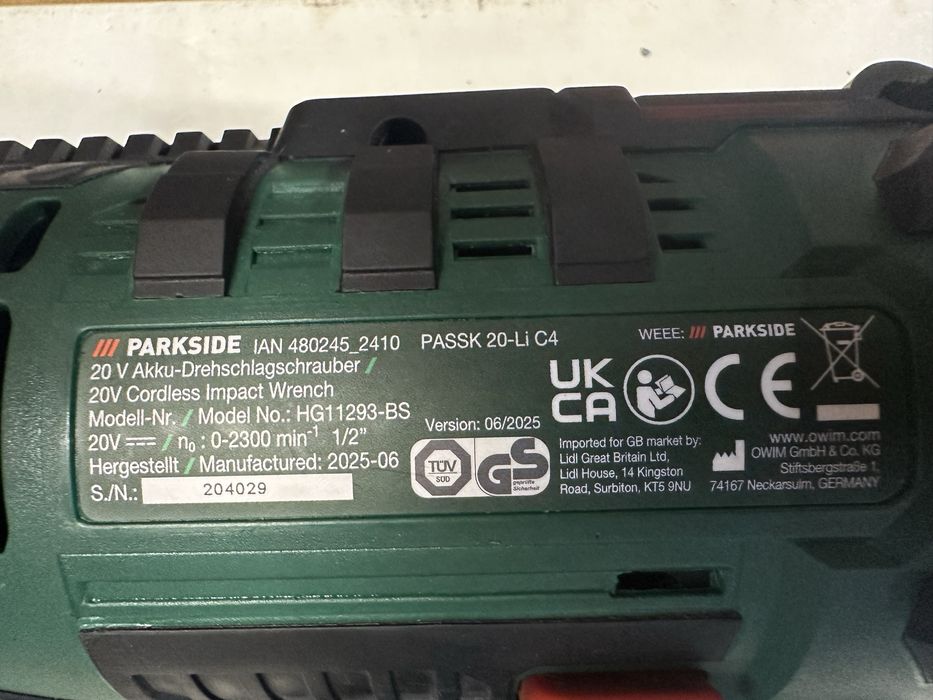 PARKSIDE IAN 480245_2410 PASSK 20-Li C4
20 V Akku-Drehschlagschrauber /
20V Cordless Impact Wrench
Modell-Nr. / Model No.: HG11293-BS
20V ⎓ / n₀ : 0-2300 min⁻¹ 1/2"
Hergestellt / Manufactured: 2025-06
S./N.: 204029
Version: 06/2025
TÜV
SÜD
GS
geprüfte
Sicherheit
UK
CA
CE
WEEE: PARKSIDE
Imported for GB market by:
Lidl Great Britain Ltd,
Lidl House, 14 Kingston
Road, Surbiton, KT5 9NU
www.owim.com
OWIM GmbH & Co. KG
Stiftsbergstraße 1,
74167 Neckarsulm, GERMANY